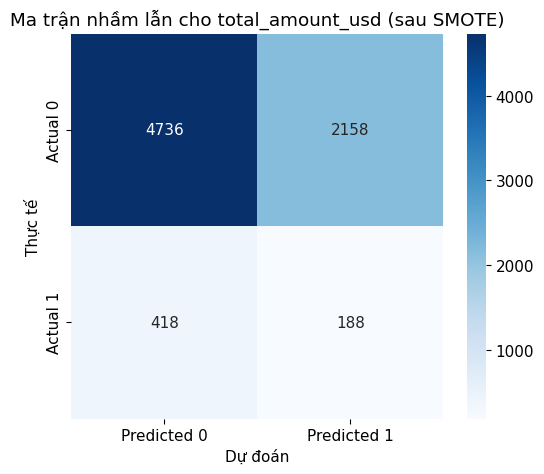 Ma trận nhầm lẫn cho total_amount_usd (sau SMOTE)
Thực tế
Actual 0
4736
2158
Actual 1
418
188
Predicted 0
Predicted 1
Dự đoán
4000
3000
2000
1000